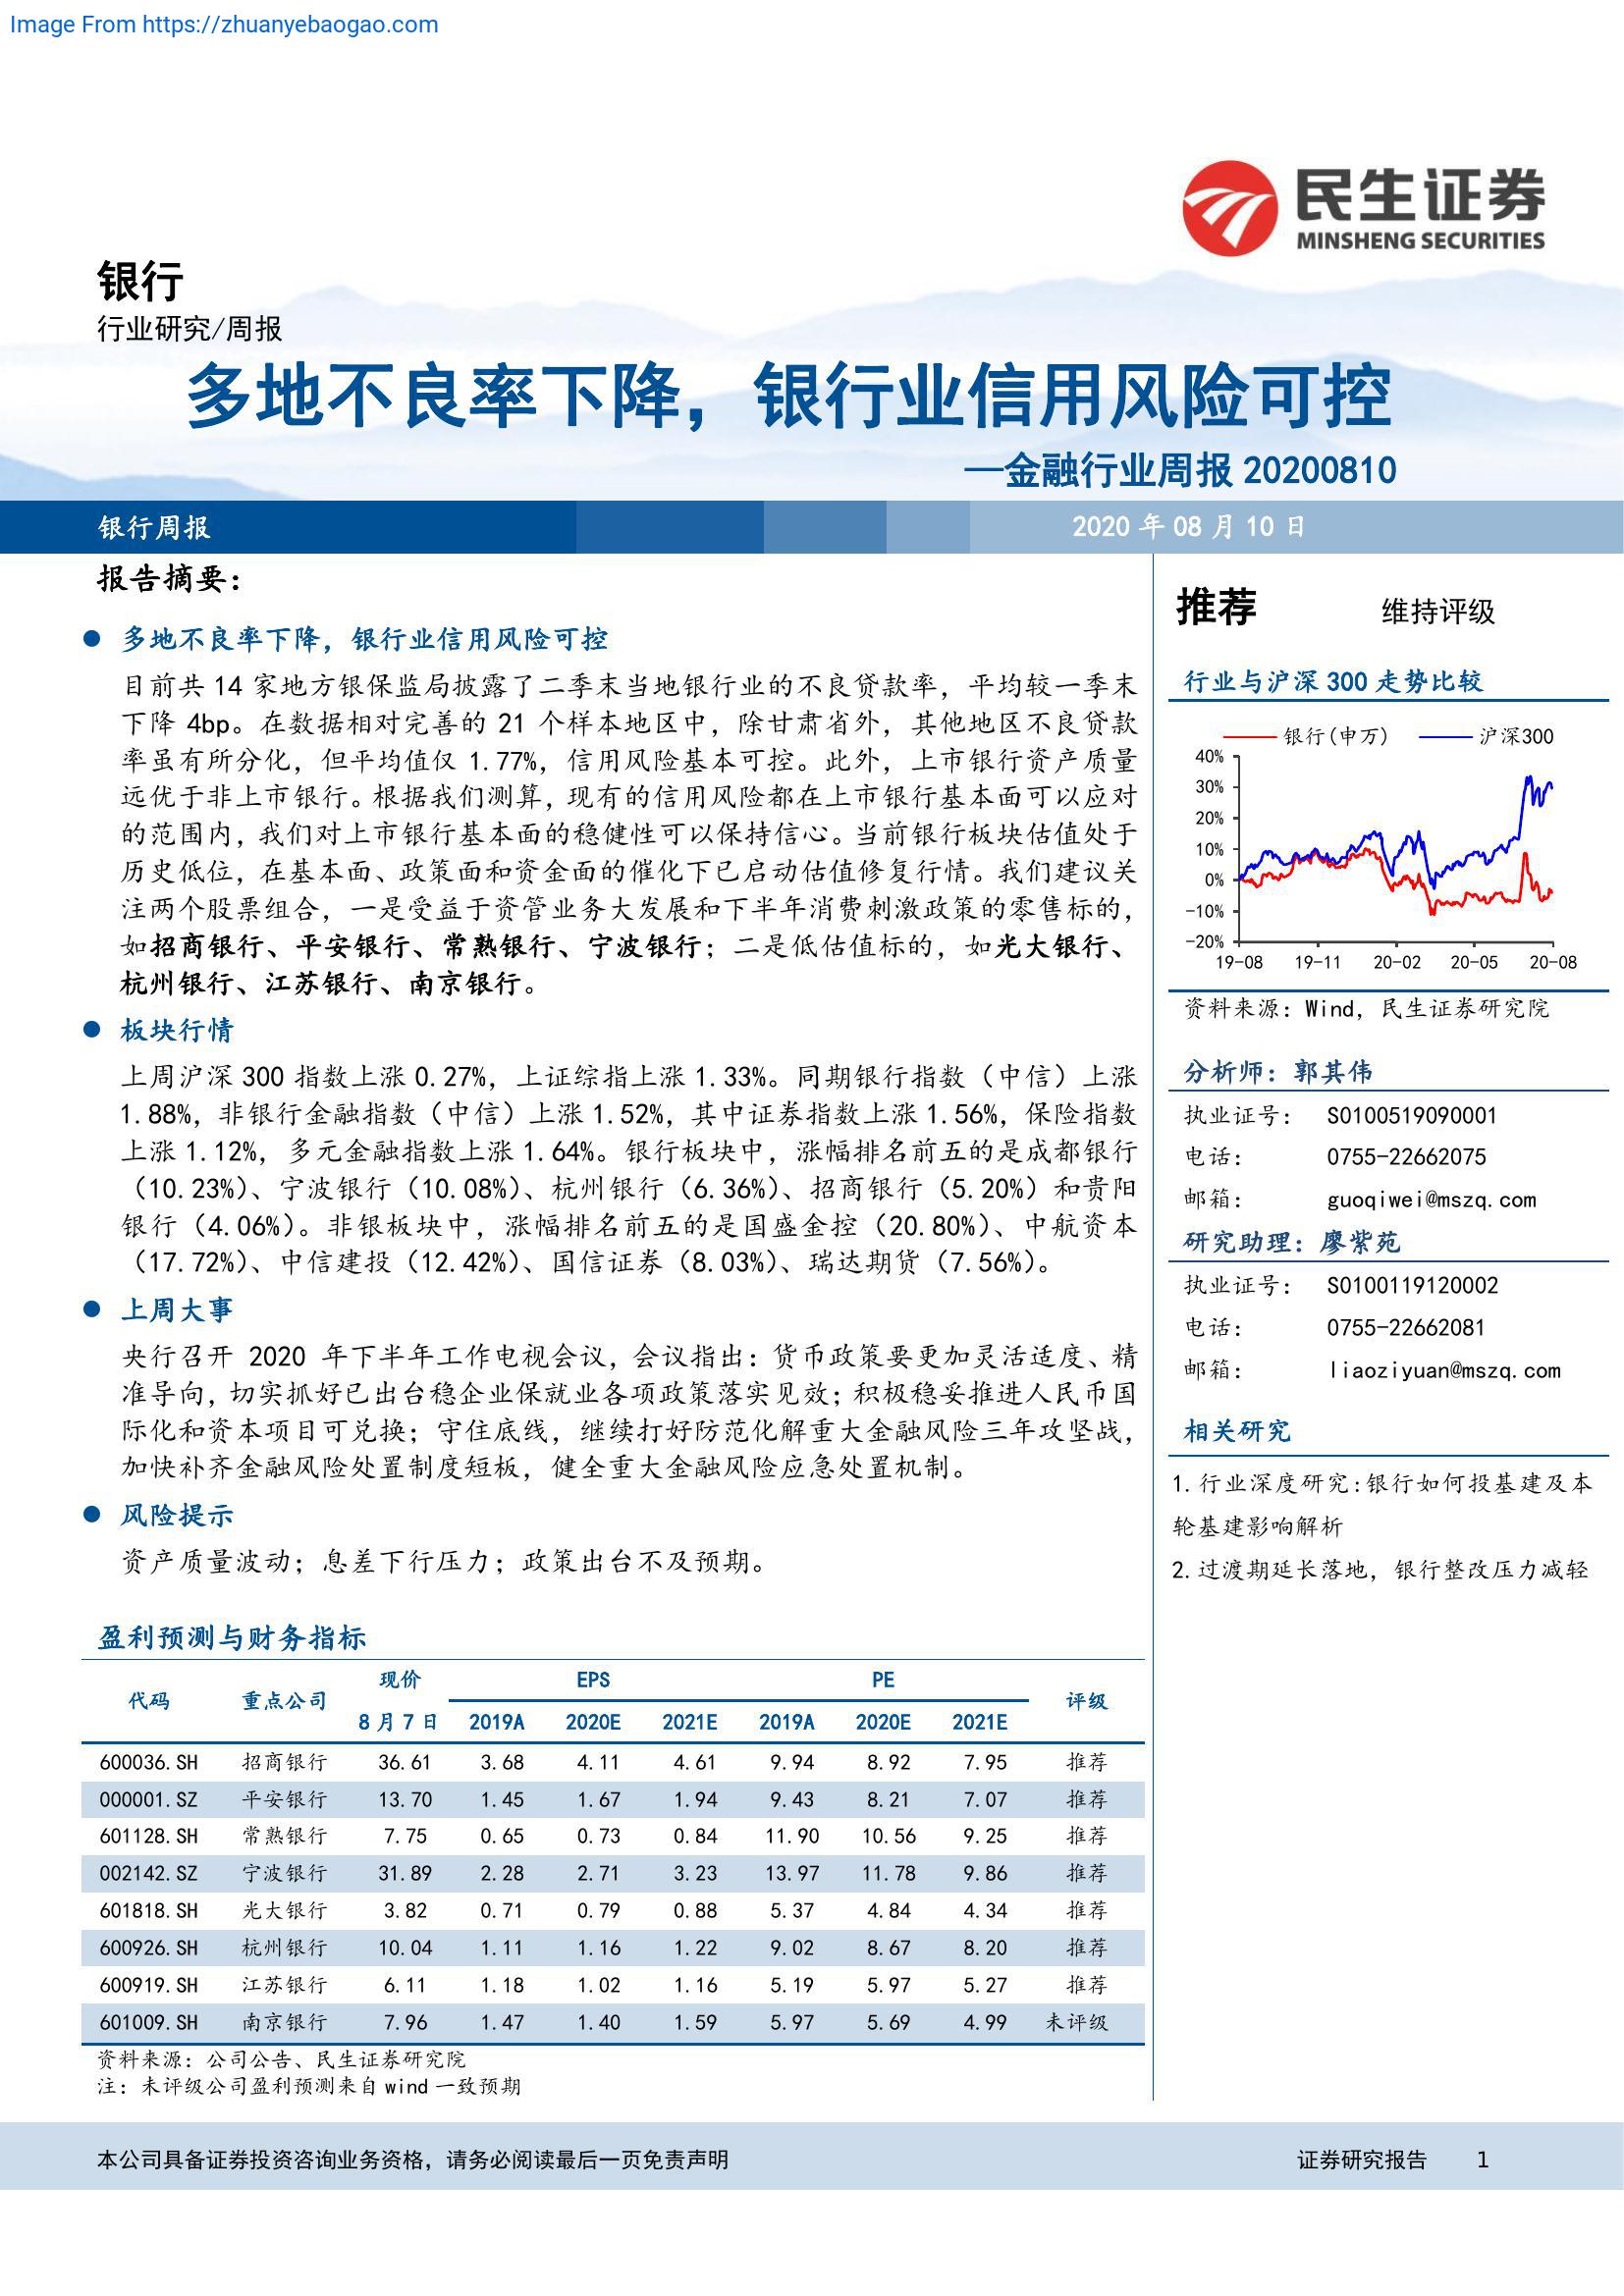 Image From https://zhuanyebaogao.com
民生证券
MINSHENG SECURITIES
银行
行业研究/周报
多地不良率下降，银行业信用风险可控
—金融行业周报 20200810
银行周报
2020 年 08 月 10 日
报告摘要：
● 多地不良率下降，银行业信用风险可控
目前共 14 家地方银保监局披露了二季末当地银行业的不良贷款率，平均较一季末
下降 4bp。在数据相对完善的 21 个样本地区中，除甘肃省外，其他地区不良贷款
率虽有所分化，但平均值仅 1.77%，信用风险基本可控。此外，上市银行资产质量
远优于非上市银行。根据我们测算，现有的信用风险都在上市银行基本面可以应对
的范围内，我们对上市银行基本面的稳健性可以保持信心。当前银行板块估值处于
历史低位，在基本面、政策面和资金面的催化下已启动估值修复行情。我们建议关
注两个股票组合，一是受益于资管业务大发展和下半年消费刺激政策的零售标的，
如招商银行、平安银行、常熟银行、宁波银行；二是低估值标的，如光大银行、
杭州银行、江苏银行、南京银行。
● 板块行情
上周沪深 300 指数上涨 0.27%，上证综指上涨 1.33%。同期银行指数（中信）上涨
1.88%，非银行金融指数（中信）上涨 1.52%，其中证券指数上涨 1.56%，保险指数
上涨 1.12%，多元金融指数上涨 1.64%。银行板块中，涨幅排名前五的是成都银行
（10.23%）、宁波银行（10.08%）、杭州银行（6.36%）、招商银行（5.20%）和贵阳
银行（4.06%）。非银板块中，涨幅排名前五的是国盛金控（20.80%）、中航资本
（17.72%）、中信建投（12.42%）、国信证券（8.03%）、瑞达期货（7.56%）。
● 上周大事
央行召开 2020 年下半年工作电视会议，会议指出：货币政策要更加灵活适度、精
准导向，切实抓好已出台稳企业保就业各项政策落实见效；积极稳妥推进人民币国
际化和资本项目可兑换；守住底线，继续打好防范化解重大金融风险三年攻坚战，
加快补齐金融风险处置制度短板，健全重大金融风险应急处置机制。
● 风险提示
资产质量波动；息差下行压力；政策出台不及预期。
盈利预测与财务指标
代码 重点公司 现价 EPS PE 评级
8 月 7 日 2019A 2020E 2021E 2019A 2020E 2021E
600036.SH 招商银行 36.61 3.68 4.11 4.61 9.94 8.92 7.95 推荐
000001.SZ 平安银行 13.70 1.45 1.67 1.94 9.43 8.21 7.07 推荐
601128.SH 常熟银行 7.75 0.65 0.73 0.84 11.90 10.56 9.25 推荐
002142.SZ 宁波银行 31.89 2.28 2.71 3.23 13.97 11.78 9.86 推荐
601818.SH 光大银行 3.82 0.71 0.79 0.88 5.37 4.84 4.34 推荐
600926.SH 杭州银行 10.04 1.11 1.16 1.22 9.02 8.67 8.20 推荐
600919.SH 江苏银行 6.11 1.18 1.02 1.16 5.19 5.97 5.27 推荐
601009.SH 南京银行 7.96 1.47 1.40 1.59 5.97 5.69 4.99 未评级
资料来源：公司公告、民生证券研究院
注：未评级公司盈利预测来自 wind 一致预期
推荐 维持评级
行业与沪深 300 走势比较
银行(申万) 沪深300
40%
30%
20%
10%
0%
-10%
-20%
19-08 19-11 20-02 20-05 20-08
资料来源：Wind，民生证券研究院
分析师：郭其伟
执业证号： S0100519090001
电话： 0755-22662075
邮箱： guoqiwei@mszq.com
研究助理：廖紫苑
执业证号： S0100119120002
电话： 0755-22662081
邮箱： liaoziyuan@mszq.com
相关研究
1.行业深度研究:银行如何投基建及本
轮基建影响解析
2.过渡期延长落地，银行整改压力减轻
本公司具备证券投资咨询业务资格，请务必阅读最后一页免责声明
证券研究报告 1